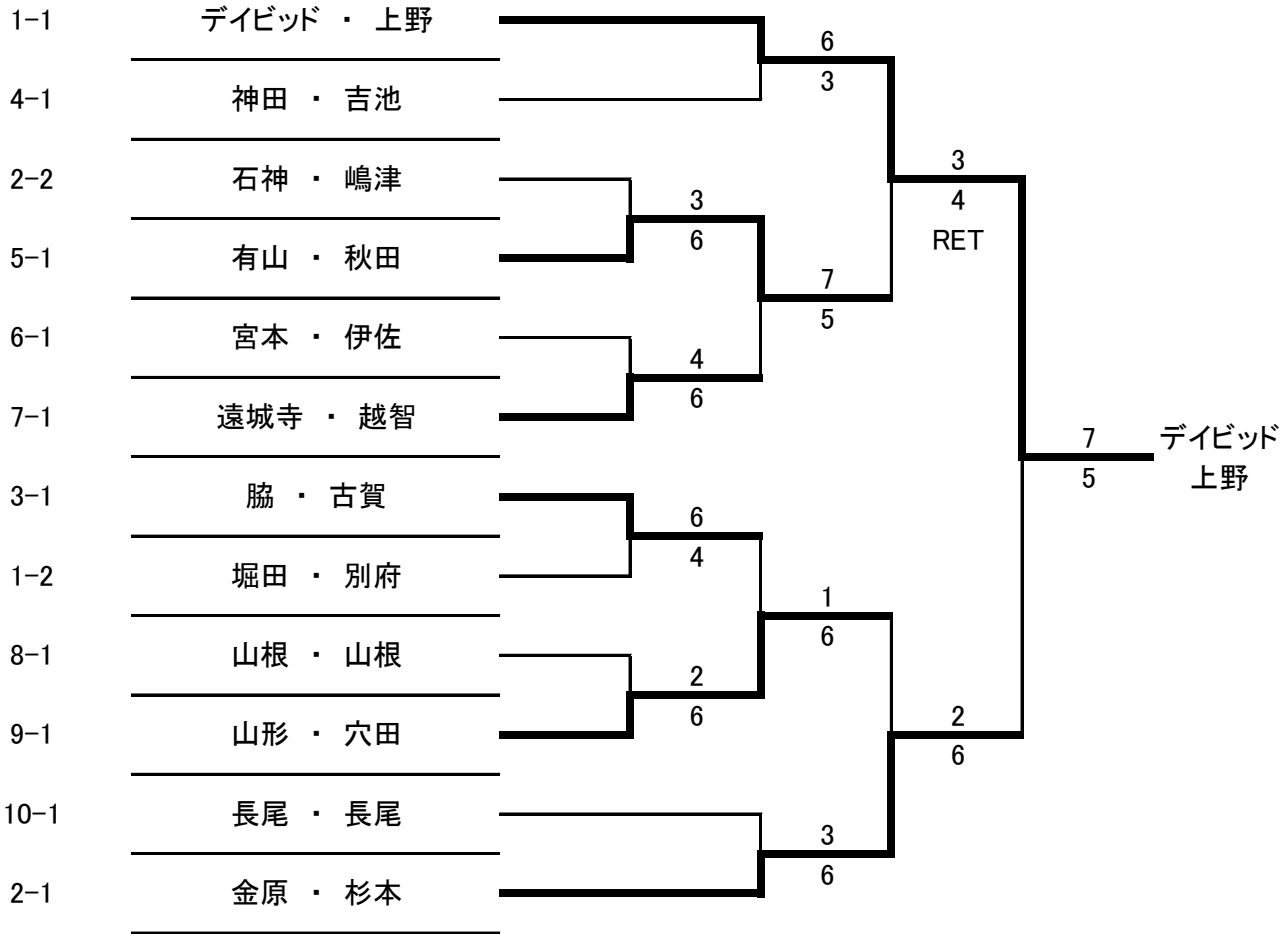 1-1 デイビッド ・ 上野
6
3
4-1 神田 ・ 吉池
3
4
RET
2-2 石神 ・ 嶋津
3
6
5-1 有山 ・ 秋田
7
5
6-1 宮本 ・ 伊佐
4
6
7-1 遠城寺 ・ 越智
7
5
デイビッド
上野
3-1 脇 ・ 古賀
6
4
1-2 堀田 ・ 別府
1
6
8-1 山根 ・ 山根
2
6
9-1 山形 ・ 穴田
2
6
10-1 長尾 ・ 長尾
3
6
2-1 金原 ・ 杉本